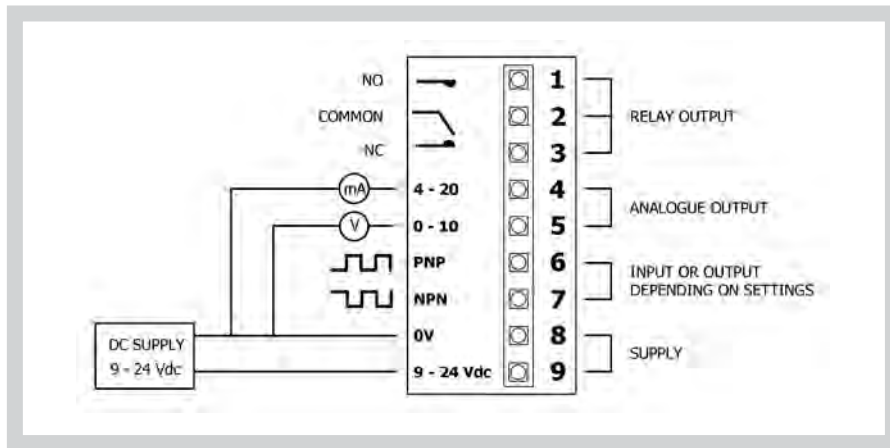 NO 1
COMMON 2 RELAY OUTPUT
NC 3
mA 4 - 20 4
ANALOGUE OUTPUT
V 0 - 10 5
PNP 6
INPUT OR OUTPUT
DEPENDING ON SETTINGS
NPN 7
0V 8
DC SUPPLY
SUPPLY
9 - 24 Vdc
9 - 24 Vdc 9